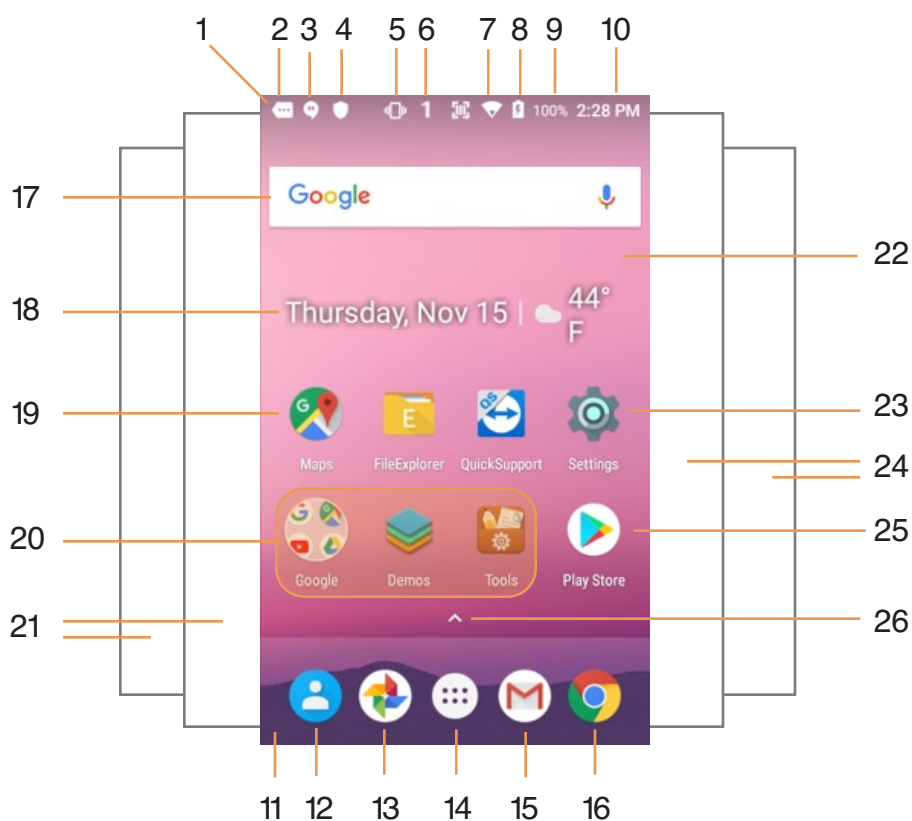 1 2 3 4 5 6 7 8 9 10
1 100% 2:28 PM
17 Google
22
18 Thursday, Nov 15 | 44° F
19 G E QS 23
Maps FileExplorer QuickSupport Settings
24
20 G 25
Google Demos Tools Play Store
21 26
11 12 13 14 15 16